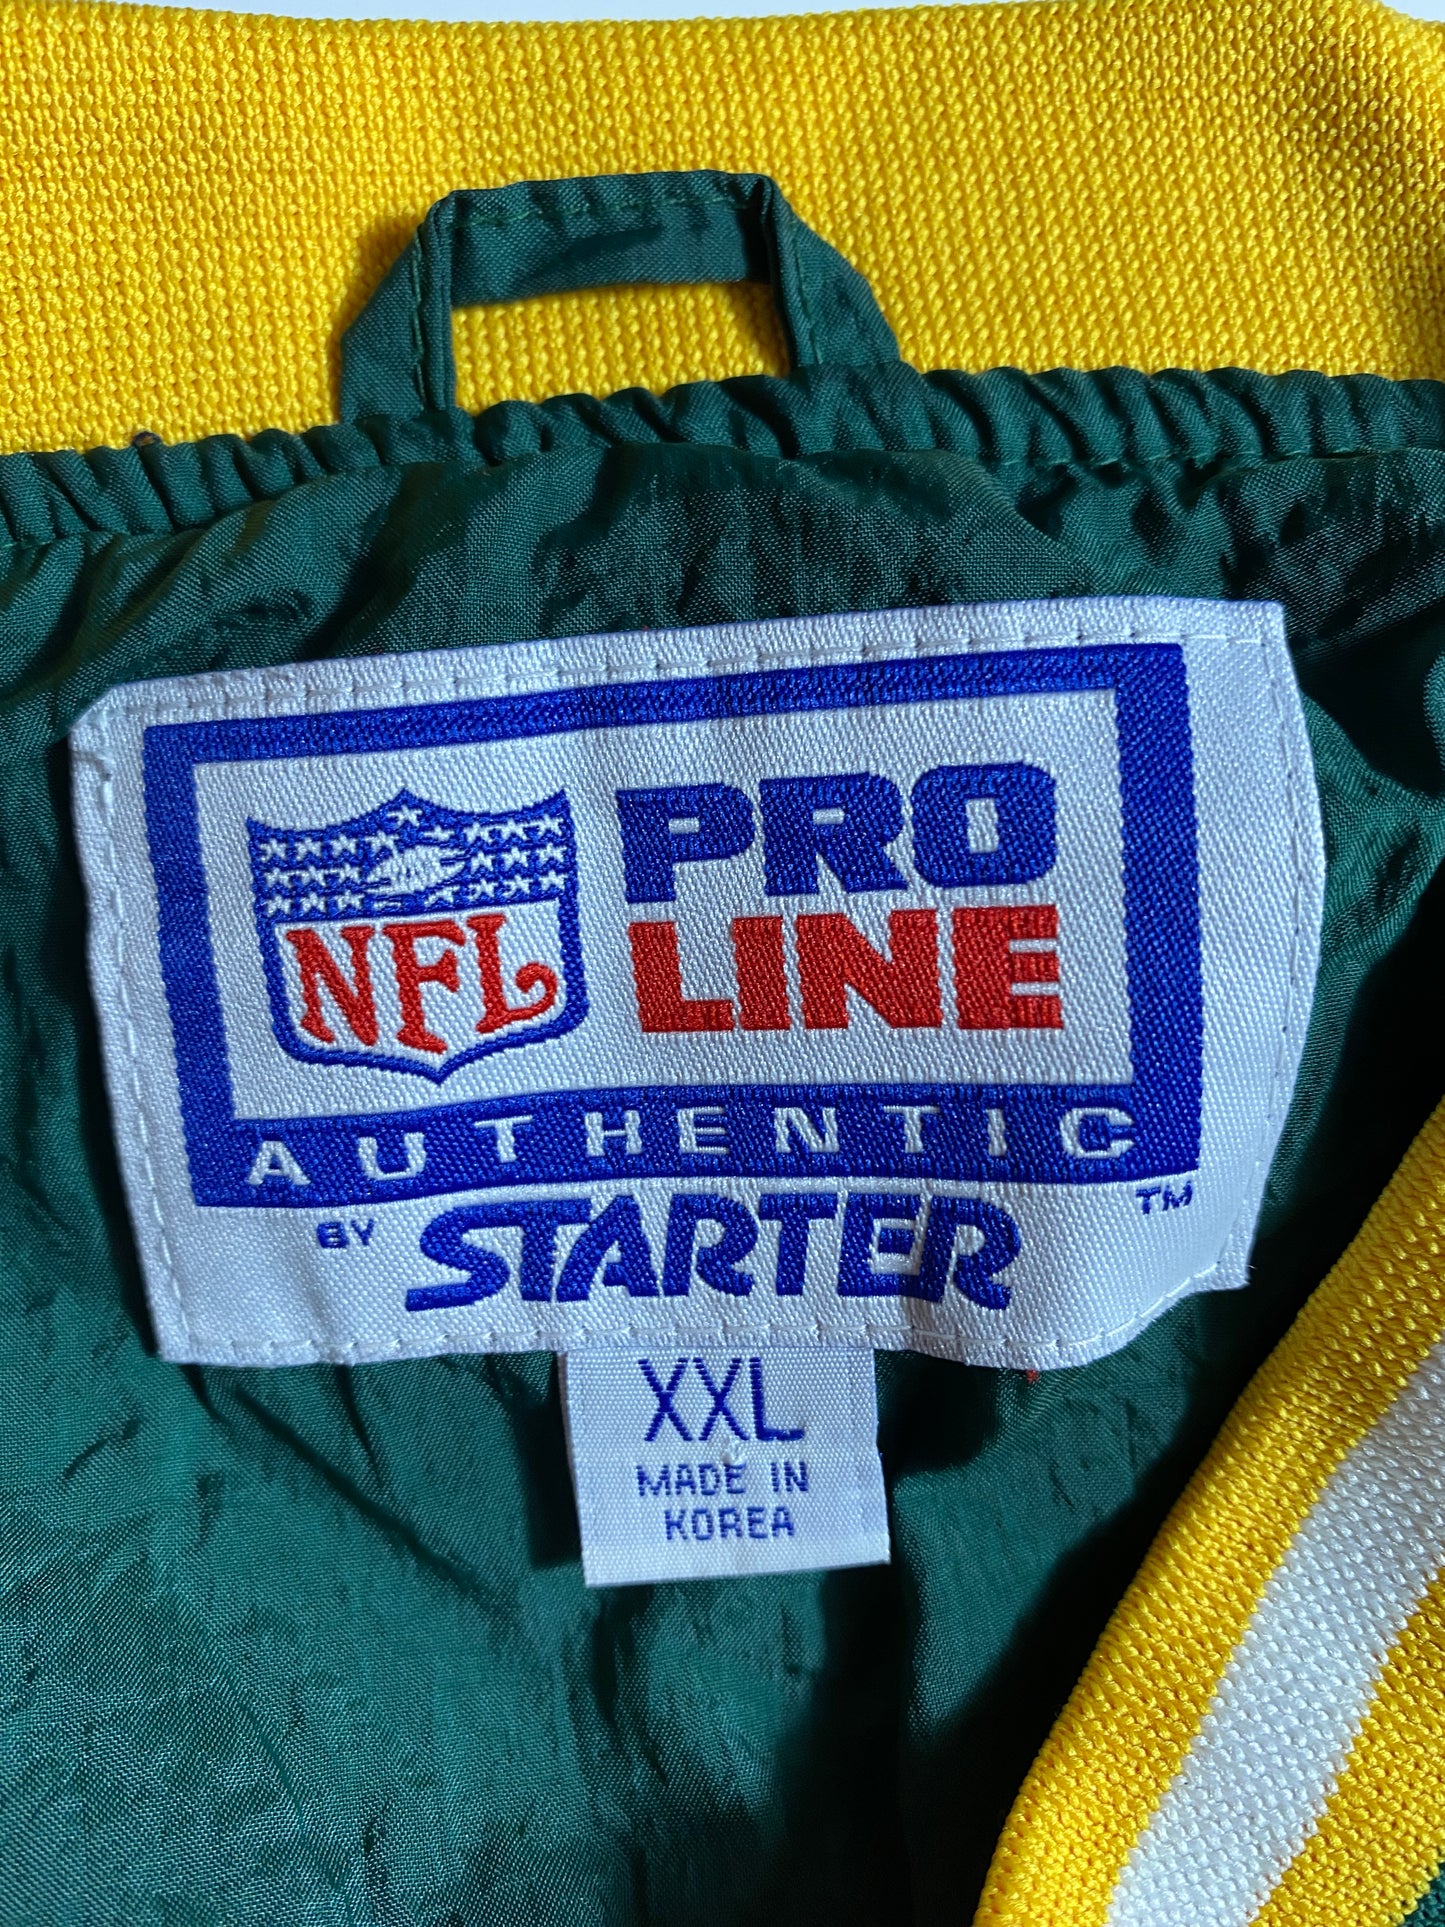 NFL
PRO
LINE
AUTHENTIC
BY STARTER TM
XXL
MADE IN
KOREA